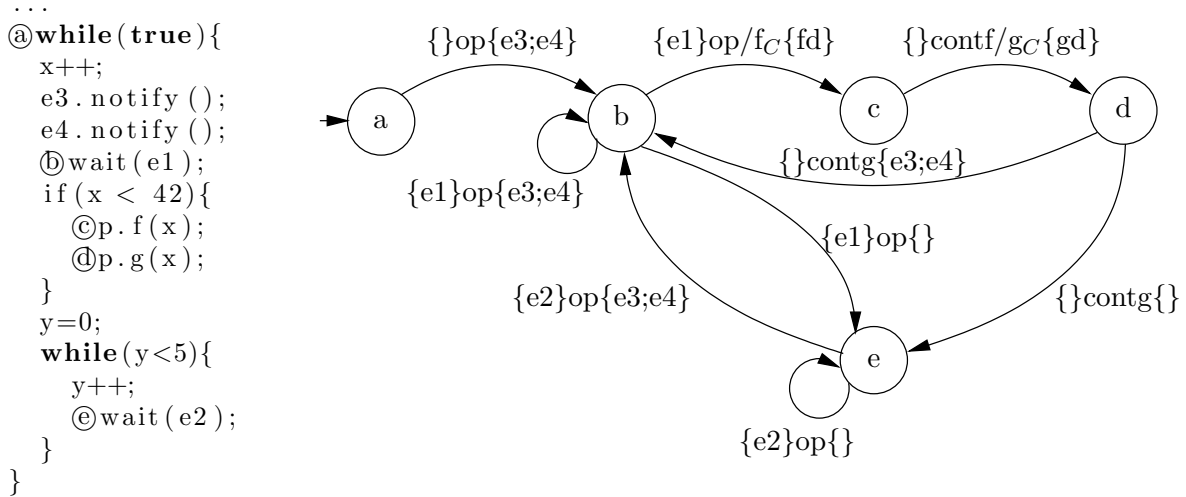 ...
ⓐwhile(true){
x++;
e3.notify();
e4.notify();
ⓑwait(e1);
if(x < 42){
ⓒp.f(x);
ⓓp.g(x);
}
y=0;
while(y<5){
y++;
ⓔwait(e2);
}
}
{}op{e3;e4}
{e1}op/f_C{fd}
{}contf/g_C{gd}
a
b
c
d
{}contg{e3;e4}
{e1}op{e3;e4}
{e1}op{}
{e2}op{e3;e4}
{}contg{}
e
{e2}op{}